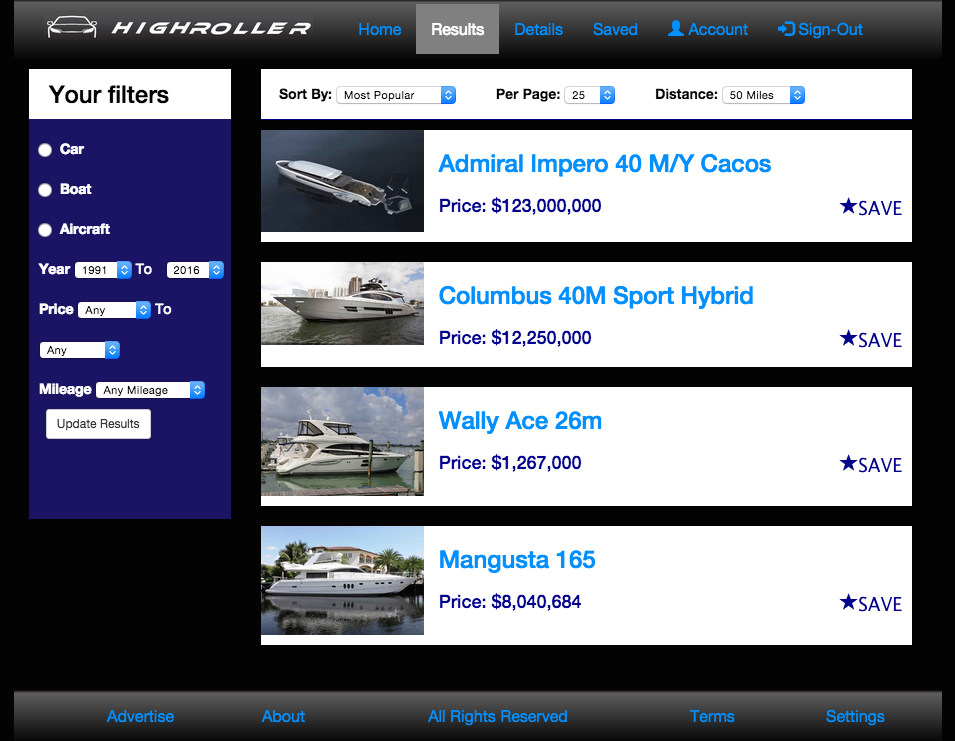 HIGHROLLER Home Results Details Saved Account Sign-Out
Your filters
Car
Boat
Aircraft
Year 1991 To 2016
Price Any To
Any
Mileage Any Mileage
Update Results
Sort By: Most Popular Per Page: 25 Distance: 50 Miles
Admiral Impero 40 M/Y Cacos
Price: $123,000,000
★SAVE
Columbus 40M Sport Hybrid
Price: $12,250,000
★SAVE
Wally Ace 26m
Price: $1,267,000
★SAVE
Mangusta 165
Price: $8,040,684
★SAVE
Advertise About All Rights Reserved Terms Settings